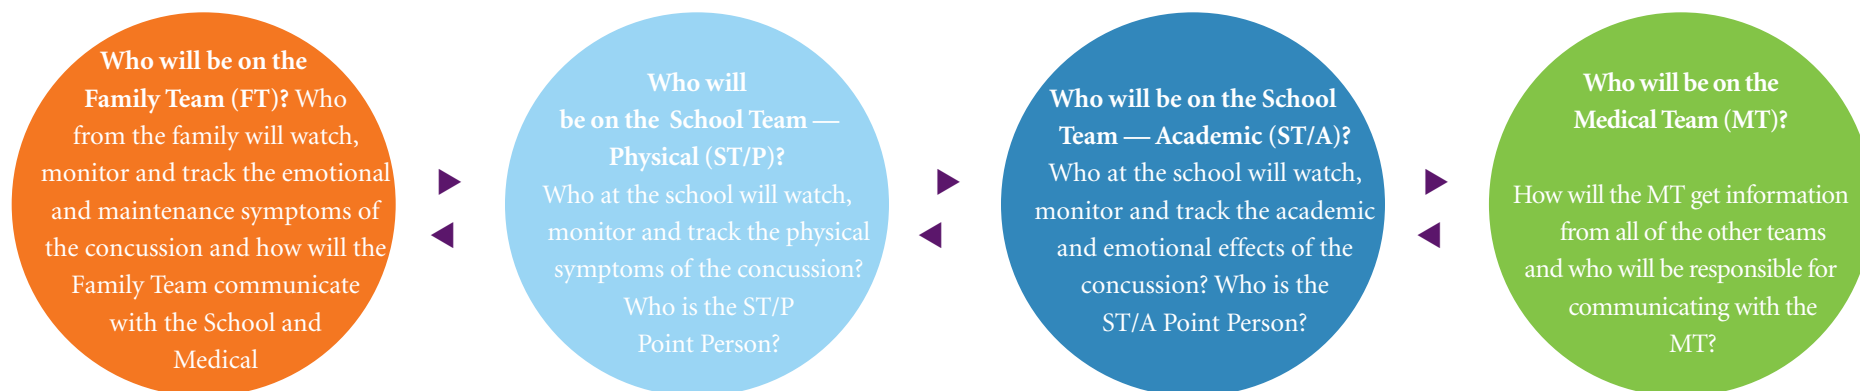 Who will be on the
Family Team (FT)? Who
from the family will watch,
monitor and track the emotional
and maintenance symptoms of
the concussion and how will the
Family Team communicate
with the School and
Medical
Who will
be on the School Team —
Physical (ST/P)?
Who at the school will watch,
monitor and track the physical
symptoms of the concussion?
Who is the ST/P
Point Person?
Who will be on the School
Team — Academic (ST/A)?
Who at the school will watch,
monitor and track the academic
and emotional effects of the
concussion? Who is the
ST/A Point Person?
Who will be on the
Medical Team (MT)?
How will the MT get information
from all of the other teams
and who will be responsible for
communicating with the
MT?